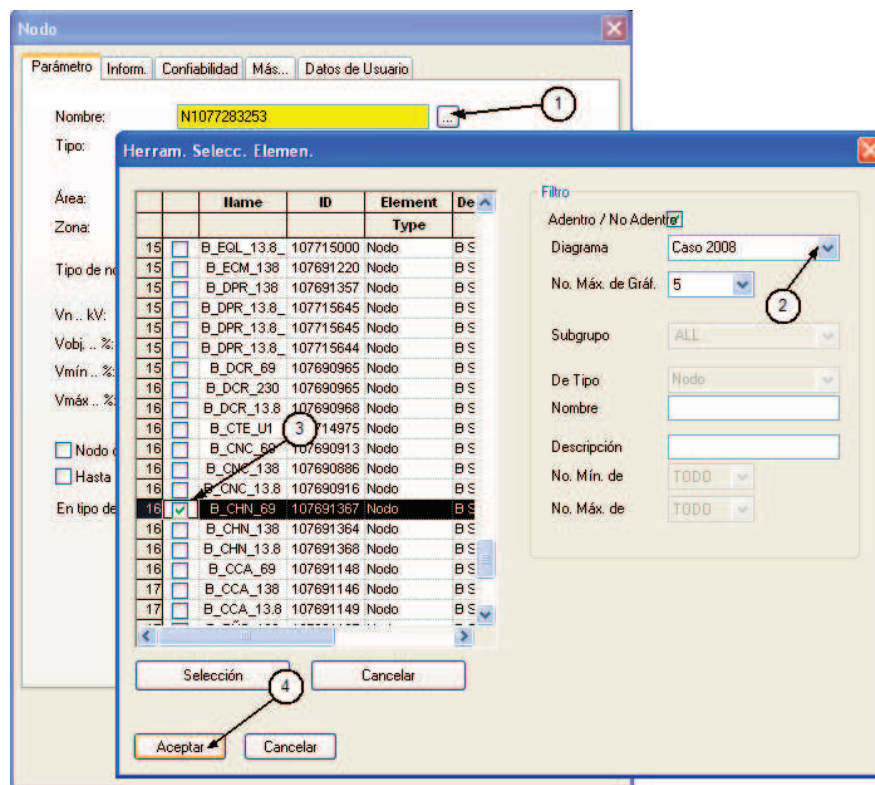 Nodo
Parámetro Inform. Confiabilidad Más... Datos de Usuario
Nombre: N1077283253 ... 1
Tipo:
Área:
Zona:
Tipo de no
Vn .. kV:
Vobj. .. %:
Vmín .. %:
Vmáx .. %:
Nodo
Hasta
En tipo de
Herram. Selecc. Elemen.
Name ID Element De
Type
15 B_EQL_13.8_ 107715000 Nodo B S
15 B_ECM_138 107691220 Nodo B S
15 B_DPR_138 107691357 Nodo B S
15 B_DPR_13.8_ 107715645 Nodo B S
15 B_DPR_13.8_ 107715645 Nodo B S
15 B_DPR_13.8_ 107715644 Nodo B S
15 B_DCR_69 107690965 Nodo B S
16 B_DCR_230 107690965 Nodo B S
16 B_DCR_13.8 107690968 Nodo B S
16 B_CTE_U1 3 714975 Nodo B S
16 B_CNC_69 107690913 Nodo B S
16 B_CNC_138 107690886 Nodo B S
16 B_CNC_13.8 107690916 Nodo B S
16 B_CHN_69 107691367 Nodo B S
16 B_CHN_138 107691364 Nodo B S
16 B_CHN_13.8 107691368 Nodo B S
16 B_CCA_69 107691148 Nodo B S
17 B_CCA_138 107691146 Nodo B S
17 B_CCA_13.8 107691149 Nodo B S
Selección Cancelar
4
Aceptar Cancelar
Filtro
Adentro / No Adentro
Diagrama Caso 2008
No. Máx. de Gráf. 5
2
Subgrupo ALL
De Tipo Nodo
Nombre
Descripción
No. Mín. de TODO
No. Máx. de TODO